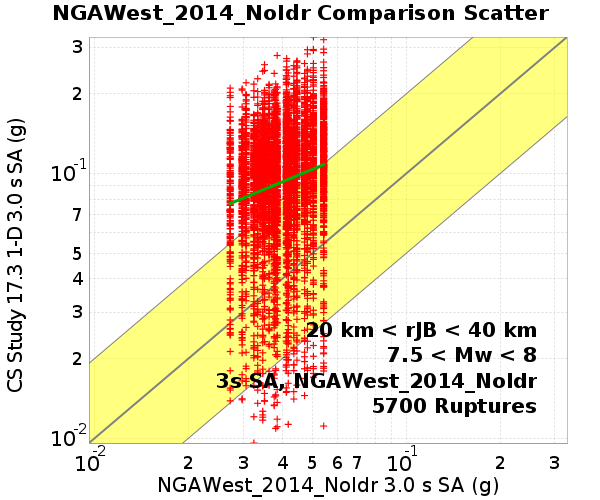 NGAWest_2014_NoIdr Comparison Scatter
CS Study 17.3 1-D 3.0 s SA (g)
3
2
10-1
7
5
4
3
2
10-2
20 km < rJB < 40 km
7.5 < Mw < 8
3s SA, NGAWest_2014_NoIdr
5700 Ruptures
10-2 2 3 4 5 6 7 10-1 2 3
NGAWest_2014_NoIdr 3.0 s SA (g)